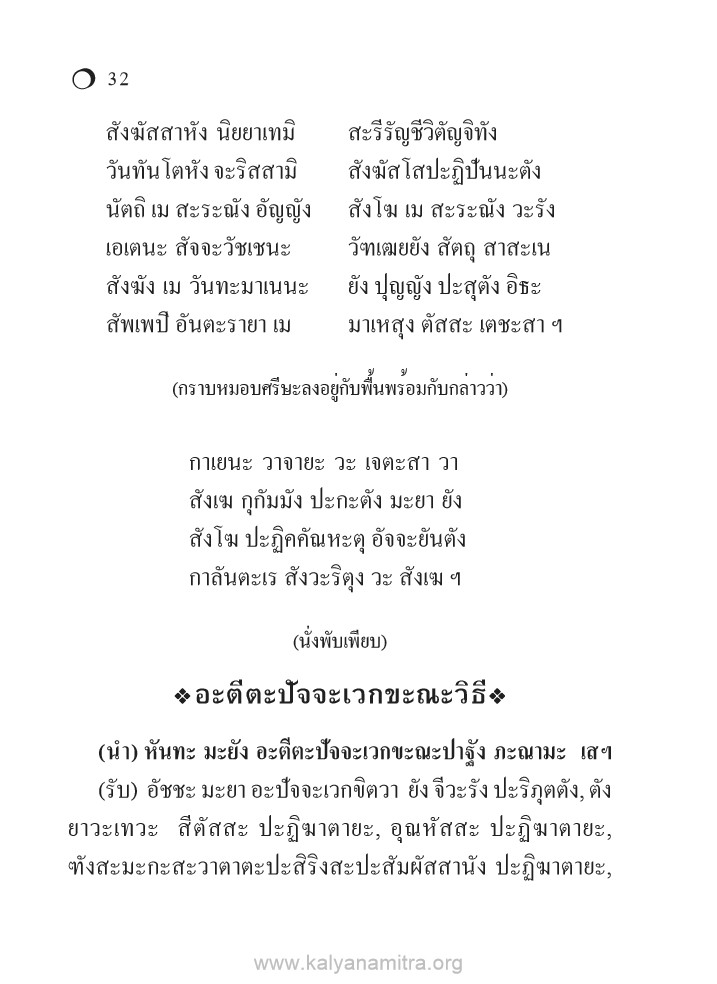 32
สังฆัสสาหัง นิยยาเทมิ สะรีรัญชีวิตัญจิทัง
วันทันโตหัง จะริสสามิ สังฆัสโสปะฏิปันนะตัง
นัตถิ เม สะระณัง อัญญัง สังโฆ เม สะระณัง วะรัง
เอเตนะ สัจจะวัชเชนะ วัฑเฒยยัง สัตถุ สาสะเน
สังฆัง เม วันทะมาเนนะ ยัง ปุญญัง ปะสุตัง อิธะ
สัพเพปิ อันตะรายา เม มาเหสุง ตัสสะ เตชะสา ฯ
(กราบหมอบศรีษะลงอยู่กับพื้นพร้อมกับกล่าวว่า)
กาเยนะ วาจายะ วะ เจตะสา วา
สังเฆ กุกัมมัง ปะกะตัง มะยา ยัง
สังโฆ ปะฏิคคัณหะตุ อัจจะยันตัง
กาลันตะเร สังวะริตุง วะ สังเฆ ฯ
(นั่งพับเพียบ)
❖อะตีตะปัจจะเวกขะณะวิธี❖
(นำ) หันทะ มะยัง อะตีตะปัจจะเวกขะณะปาฐัง ภะณามะ เสฯ
(รับ) อัชชะ มะยา อะปัจจะเวกขิตวา ยัง จีวะรัง ปะริภุตตัง, ตัง
ยาวะเทวะ สีตัสสะ ปะฏิฆาตายะ, อุณหัสสะ ปะฏิฆาตายะ,
ฑังสะมะกะสะวาตาตะปะสิริงสะปะสัมผัสสานัง ปะฏิฆาตายะ,
www.kalyanamitra.org